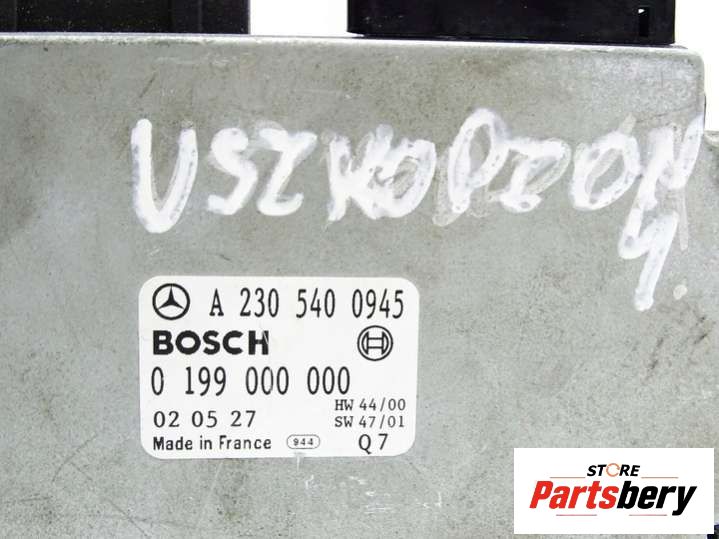 USZKODZONY
A 230 540 0945
BOSCH
0 199 000 000
HW 44/00
02 05 27
SW 47/01
Made in France
944
Q7
STORE
Partsbery